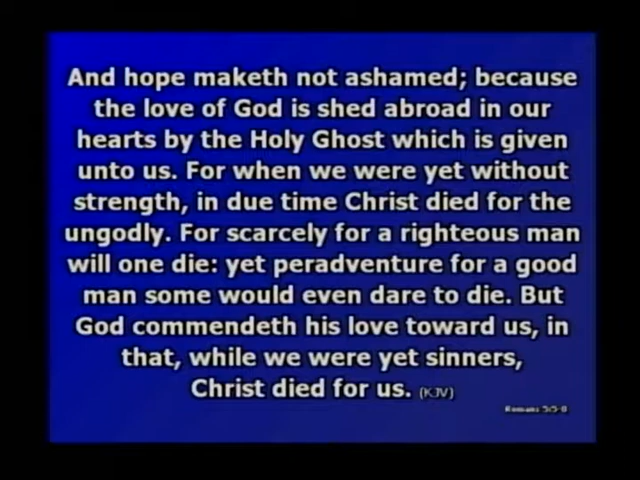 And hope maketh not ashamed; because
the love of God is shed abroad in our
hearts by the Holy Ghost which is given
unto us. For when we were yet without
strength, in due time Christ died for the
ungodly. For scarcely for a righteous man
will one die: yet peradventure for a good
man some would even dare to die. But
God commendeth his love toward us, in
that, while we were yet sinners,
Christ died for us. (KJV)
Romans 5:5-8